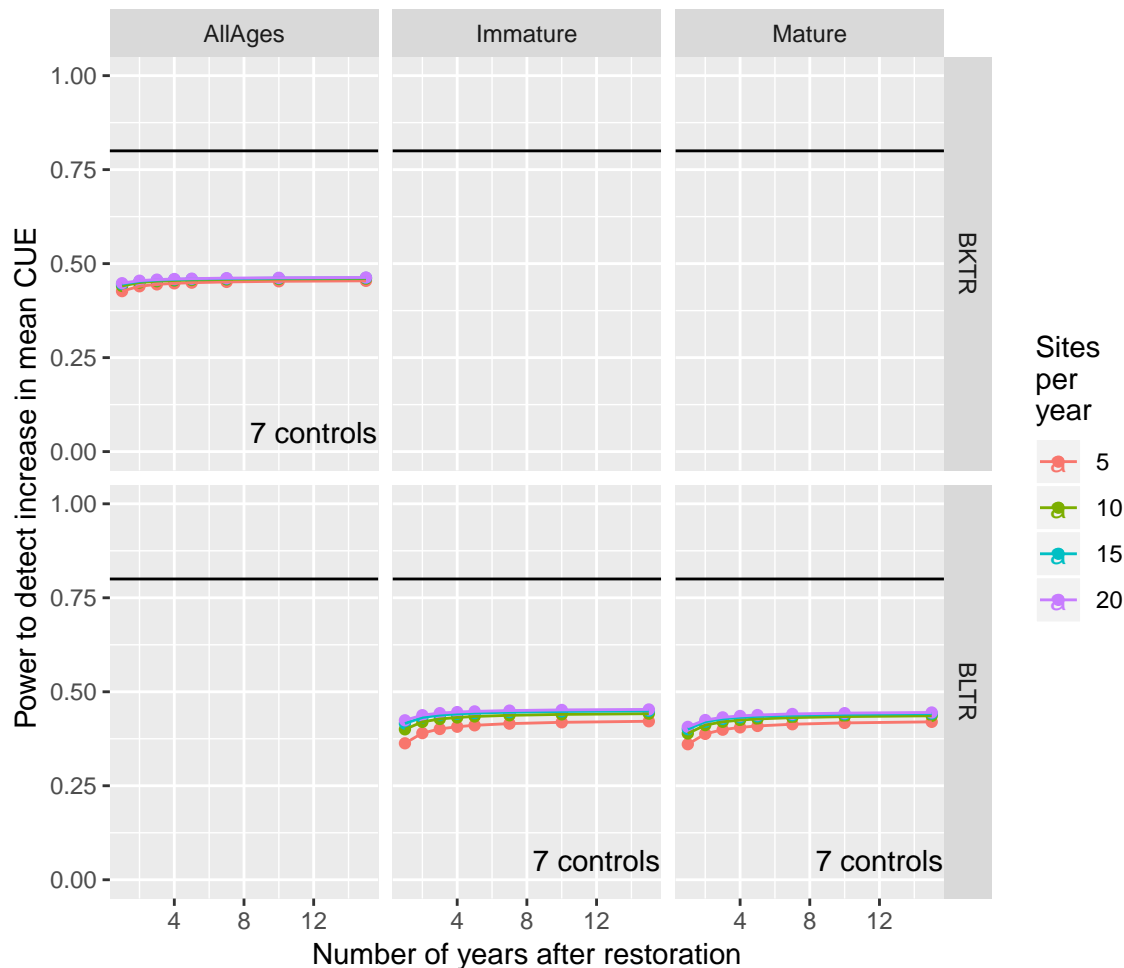 AllAges
Immature
Mature
Power to detect increase in mean CUE
1.00
0.75
0.50
0.25
0.00
7 controls
BKTR
1.00
0.75
0.50
0.25
0.00
7 controls
7 controls
BLTR
4
8
12
4
8
12
4
8
12
Number of years after restoration
Sites
per
year
a
5
a
10
a
15
a
20